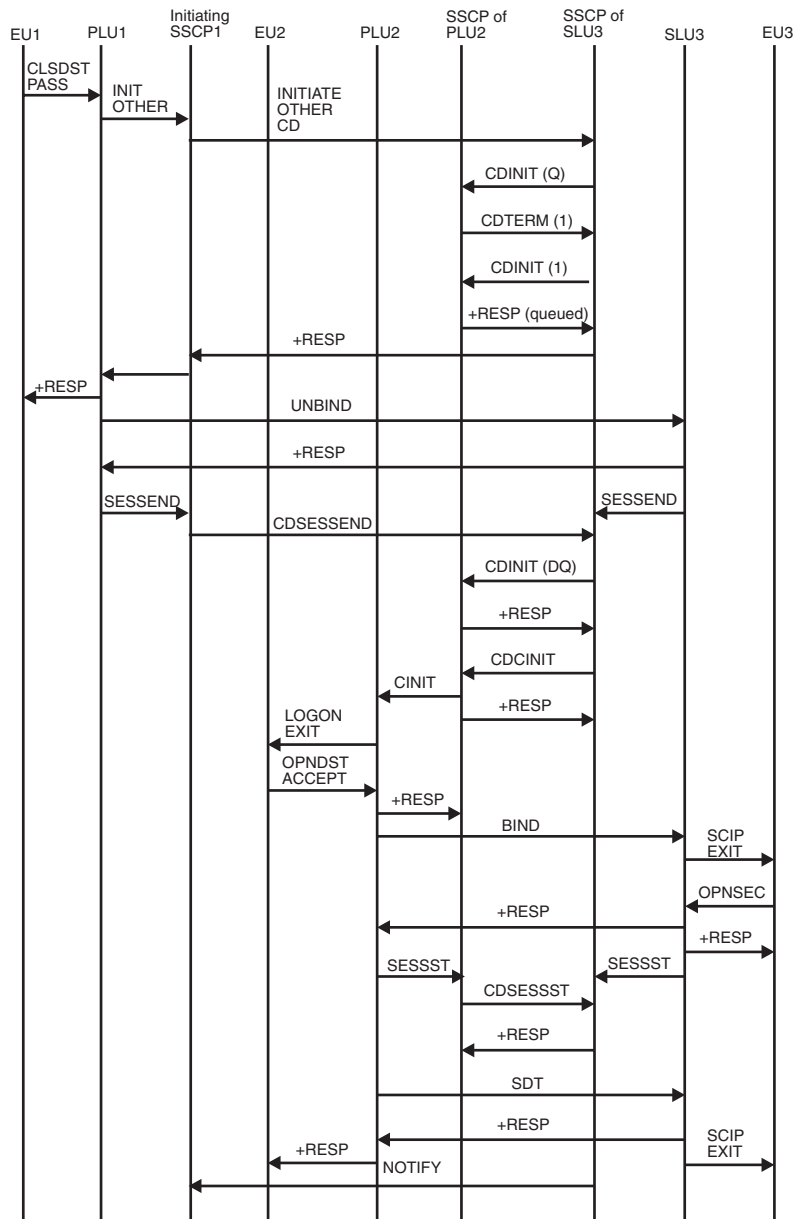 EU1
PLU1
Initiating
SSCP1
EU2
PLU2
SSCP of
PLU2
SSCP of
SLU3
SLU3
EU3
CLSDST
PASS
INIT
OTHER
INITIATE
OTHER
CD
CDINIT (Q)
CDTERM (1)
CDINIT (1)
+RESP (queued)
+RESP
+RESP
UNBIND
+RESP
SESSEND
SESSEND
CDSESSEND
CDINIT (DQ)
+RESP
CDCINIT
CINIT
+RESP
LOGON
EXIT
OPNDST
ACCEPT
+RESP
BIND
SCIP
EXIT
OPNSEC
+RESP
+RESP
SESSST
SESSST
CDSESSST
+RESP
SDT
+RESP
SCIP
EXIT
+RESP
NOTIFY